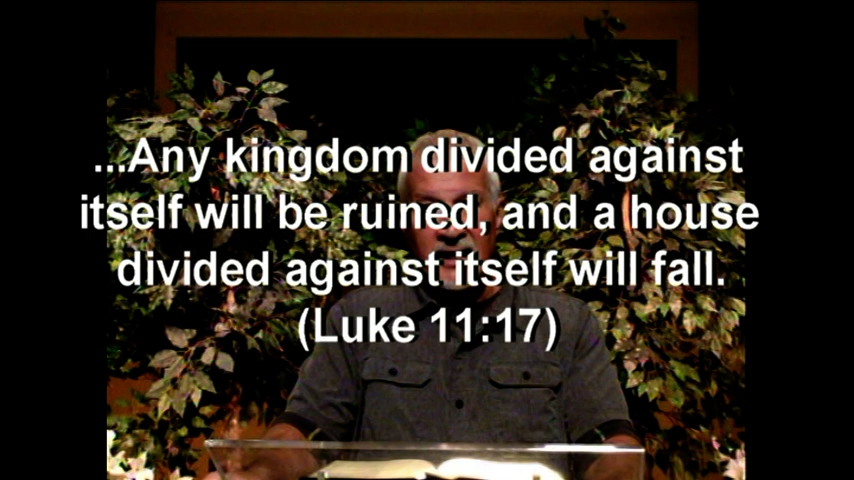 ...Any kingdom divided against
itself will be ruined, and a house
divided against itself will fall.
(Luke 11:17)